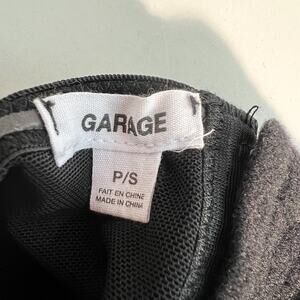 GARAGE
P/S
FAIT EN CHINE
MADE IN CHINA